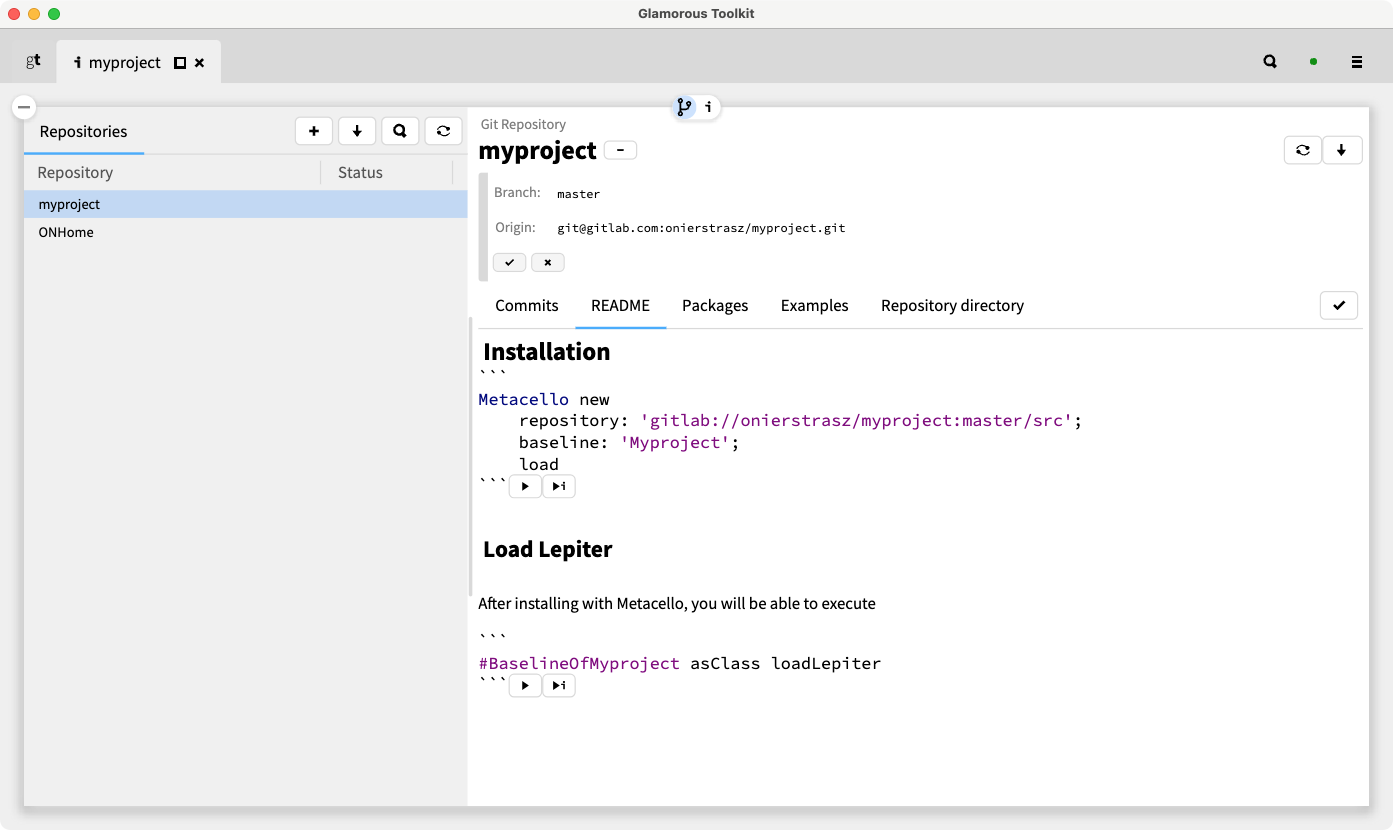 Glamorous Toolkit
gt
i myproject
Repositories
Repository Status
myproject
ONHome
i
Git Repository
myproject
Branch: master
Origin: git@gitlab.com:onierstrasz/myproject.git
Commits README Packages Examples Repository directory
Installation
```
Metacello new
repository: 'gitlab://onierstrasz/myproject:master/src';
baseline: 'Myproject';
load
```
i
Load Lepiter
After installing with Metacello, you will be able to execute
```
#BaselineOfMyproject asClass loadLepiter
```
i